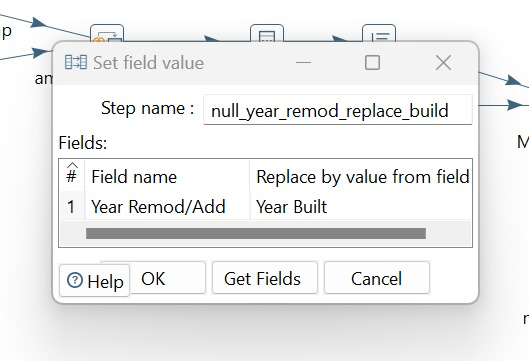 p
Set field value
am
Step name :
null_year_remod_replace_build
Fields:
# Field name Replace by value from field
1 Year Remod/Add Year Built
M
Help OK Get Fields Cancel